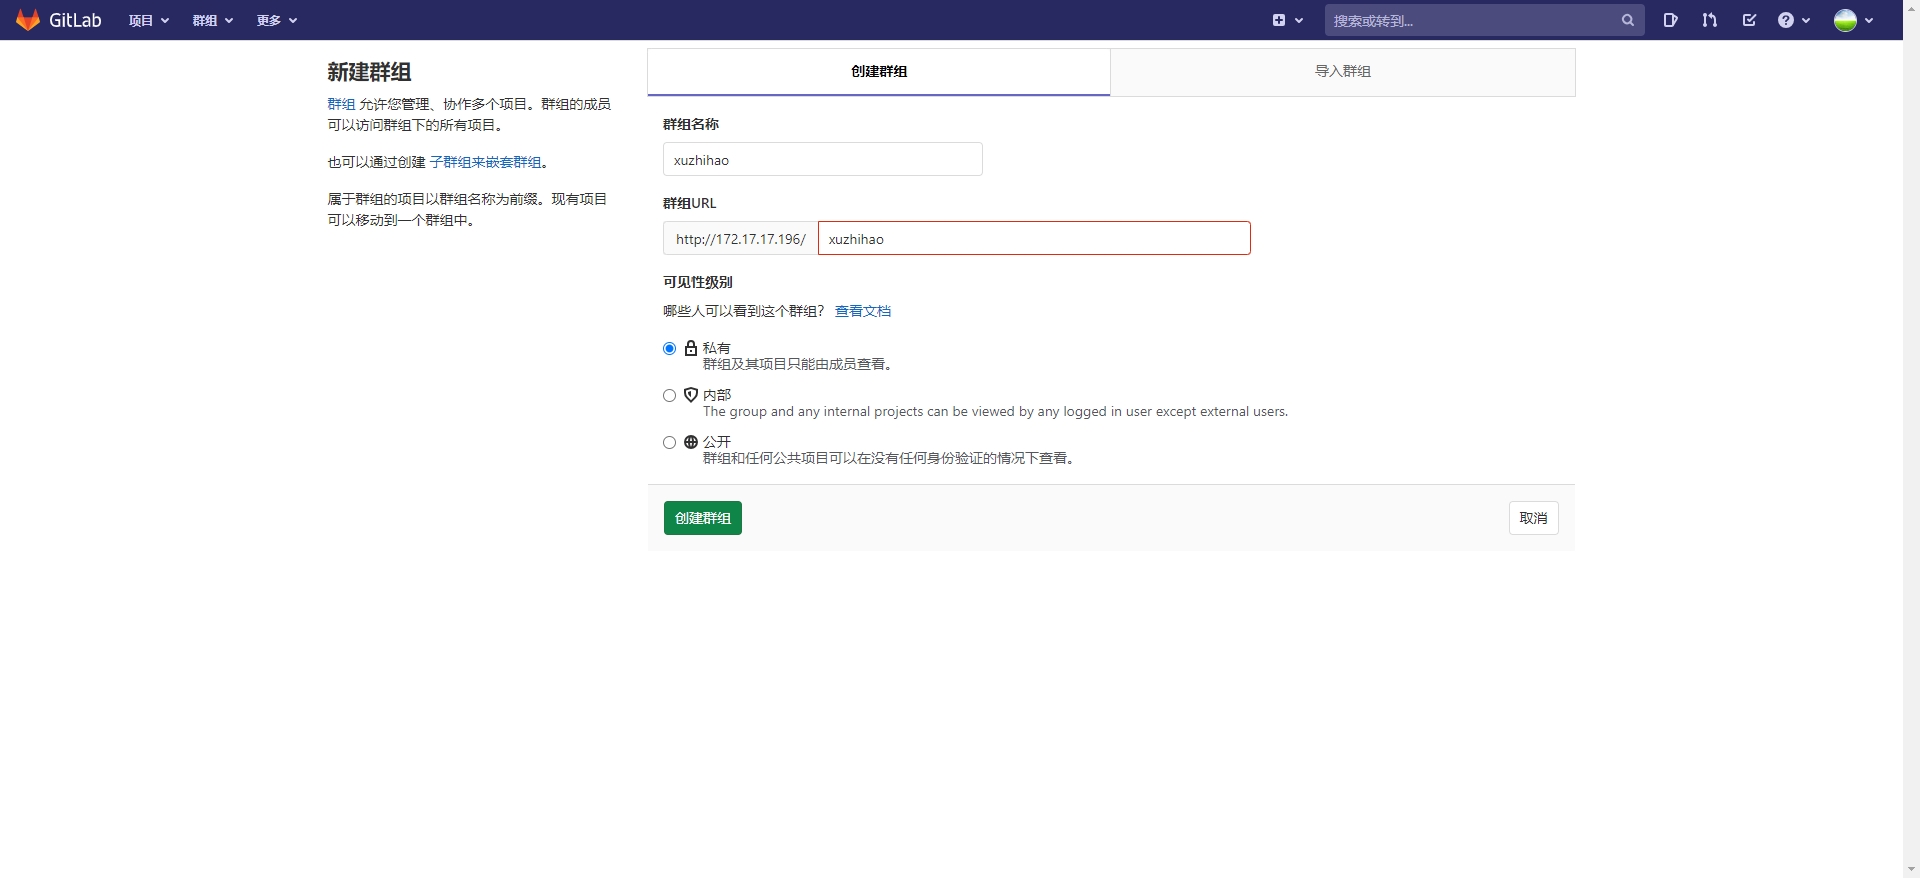 GitLab 项目 群组 更多 搜索或转到...
新建群组
群组 允许您管理、协作多个项目。群组的成员
可以访问群组下的所有项目。
也可以通过创建 子群组来嵌套群组。
属于群组的项目以群组名称为前缀。现有项目
可以移动到一个群组中。
创建群组 导入群组
群组名称
xuzhihao
群组URL
http://172.17.17.196/ xuzhihao
可见性级别
哪些人可以看到这个群组？ 查看文档
私有
群组及其项目只能由成员查看。
内部
The group and any internal projects can be viewed by any logged in user except external users.
公开
群组和任何公共项目可以在没有任何身份验证的情况下查看。
创建群组 取消